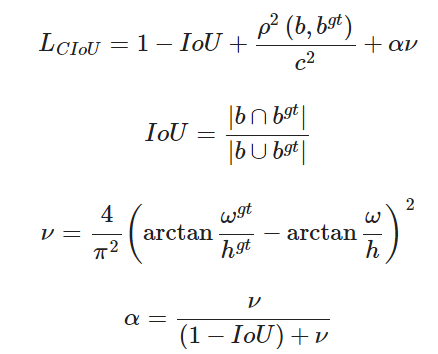 L_{CIoU} = 1 - IoU + \frac{\rho^2 (b, b^{gt})}{c^2} + \alpha\nu
IoU = \frac{|b \cap b^{gt}|}{|b \cup b^{gt}|}
\nu = \frac{4}{\pi^2} \left( \arctan \frac{\omega^{gt}}{h^{gt}} - \arctan \frac{\omega}{h} \right)^2
\alpha = \frac{\nu}{(1 - IoU) + \nu}